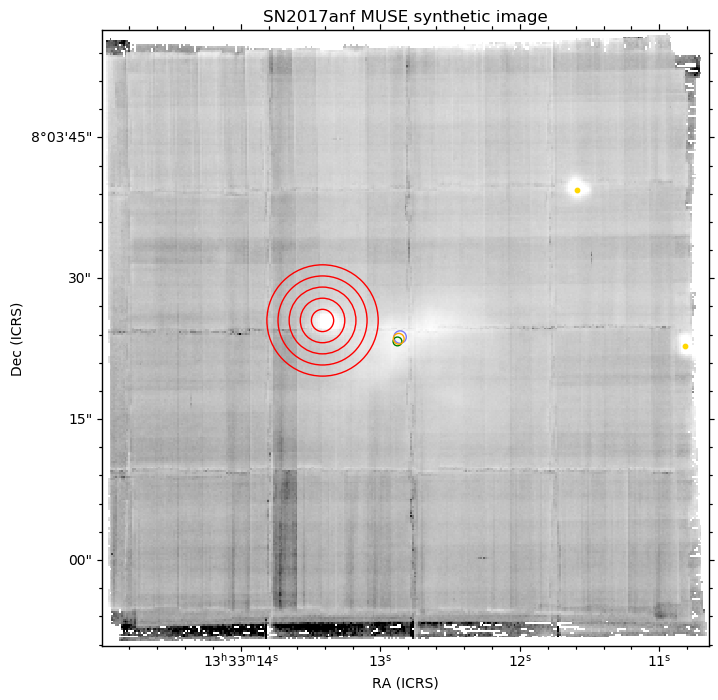 SN2017anf MUSE synthetic image
8°03'45"
30"
15"
00"
Dec (ICRS)
13ʰ33ᵐ14ˢ
13ˢ
12ˢ
11ˢ
RA (ICRS)